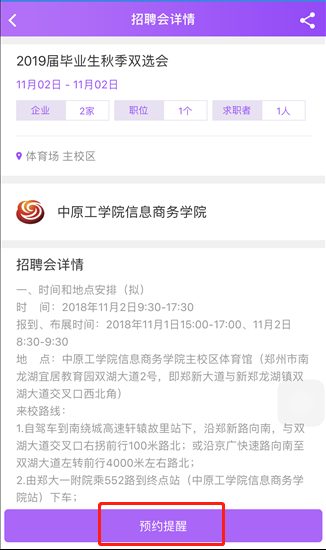 招聘会详情
2019届毕业生秋季双选会
11月02日 - 11月02日
企业 2家 职位 1个 求职者 1人
体育场 主校区
中原工学院信息商务学院
招聘会详情
一、时间和地点安排（拟）
时 间：2018年11月2日9:30-17:30
报到、布展时间：2018年11月1日15:00-17:00、11月2日
8:30-9:30
地 点：中原工学院信息商务学院主校区体育馆（郑州市南
龙湖宜居教育园双湖大道2号，即郑新大道与新郑龙湖镇双
湖大道交叉口西北角）
来校路线：
1.自驾车到南绕城高速轩辕故里站下，沿郑新路向南，与双
湖大道交叉口右拐前行100米路北；或沿京广快速路向南至
双湖大道左转前行4000米左右路北；
2.由郑大一附院乘552路到终点站（中原工学院信息商务学
院站）下车；
预约提醒